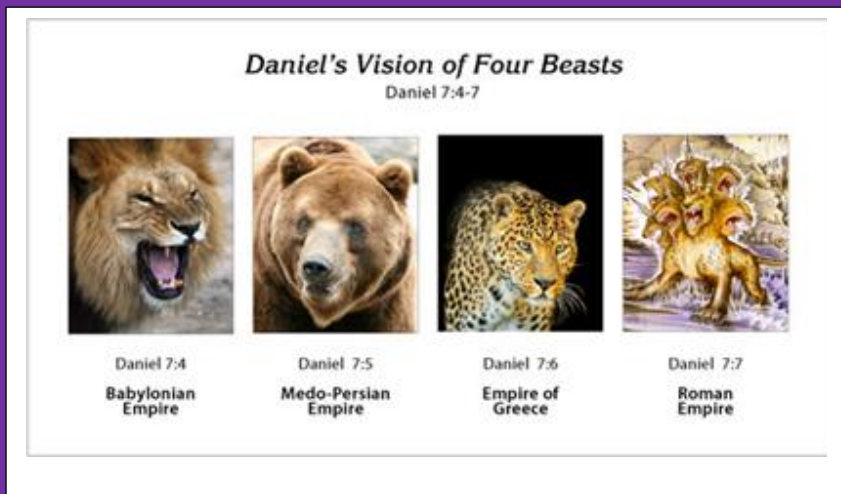 Daniel's Vision of Four Beasts
Daniel 7:4-7
Daniel 7:4
Babylonian
Empire
Daniel 7:5
Medo-Persian
Empire
Daniel 7:6
Empire of
Greece
Daniel 7:7
Roman
Empire